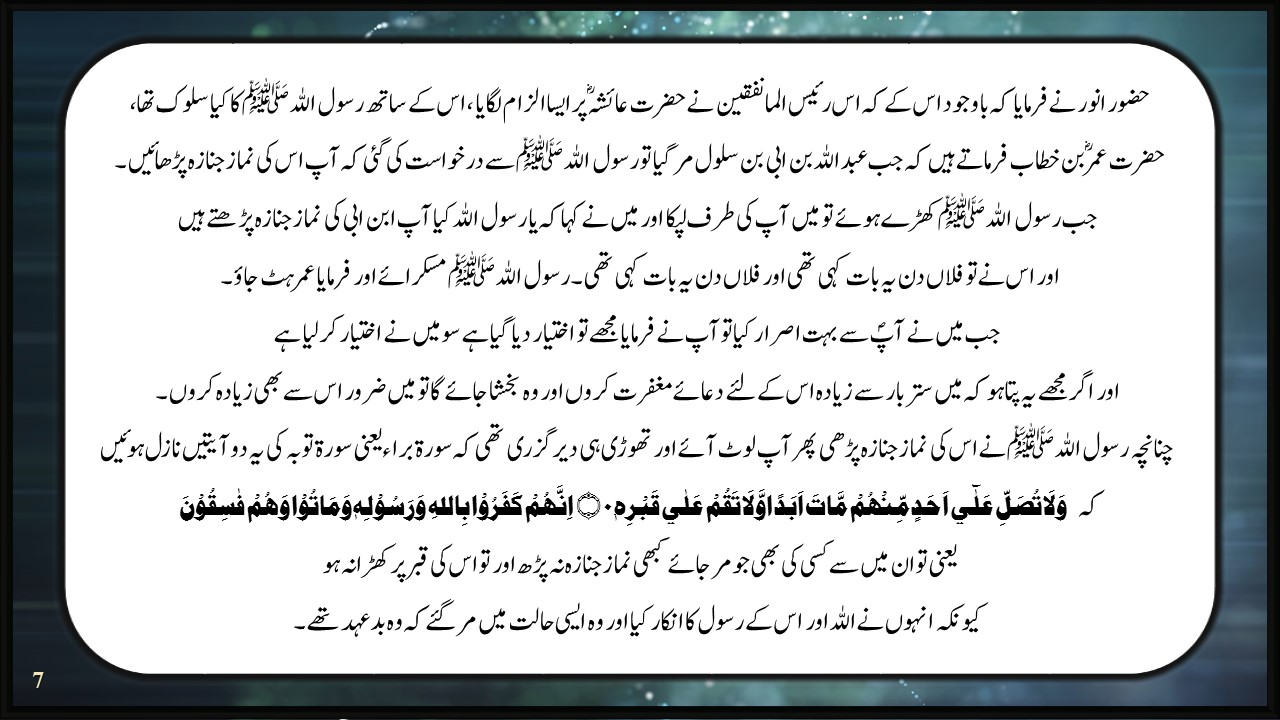 حضور انور نے فرمایا کہ باوجود اس کے کہ اس رئیس المانفقین نے حضرت عائشہؓ پر ایسا الزام لگایا، اس کے ساتھ رسول اللہ ﷺ کا کیا سلوک تھا،
حضرت عمرؓ بن خطاب فرماتے ہیں کہ جب عبد اللہ بن ابی بن سلول مر گیا تو رسول اللہ ﷺ سے درخواست کی گئی کہ آپ اس کی نماز جنازہ پڑھائیں۔
جب رسول اللہ ﷺ کھڑے ہوئے تو میں آپ کی طرف لپکا اور میں نے کہا کہ یا رسول اللہ کیا آپ ابن ابی کی نماز جنازہ پڑھتے ہیں
اور اس نے تو فلاں دن یہ بات کہی تھی اور فلاں دن یہ بات کہی تھی۔ رسول اللہ ﷺ مسکرائے اور فرمایا عمر ہٹ جاؤ۔
جب میں نے آپؐ سے بہت اصرار کیا تو آپ نے فرمایا مجھے تو اختیار دیا گیا ہے سو میں نے اختیار کر لیا ہے
اور اگر مجھے یہ پتا ہو کہ میں ستر بار سے زیادہ اس کے لئے دعائے مغفرت کروں اور وہ بخشا جائے گا تو میں ضرور اس سے بھی زیادہ کروں۔
چنانچہ رسول اللہ ﷺ نے اس کی نماز جنازہ پڑھی پھر آپ لوٹ آئے اور تھوڑی ہی دیر گزری تھی کہ سورۃ براء یعنی سورۃ توبہ کی یہ دو آیتیں نازل ہوئیں
کہ وَلَا تُصَلِّ عَلٰٓي اَحَدٍ مِّنْهُمْ مَّاتَ اَبَدًا وَّلَا تَقُمْ عَلٰي قَبْرِهٖ ۝ اِنَّهُمْ كَفَرُوْا بِاللهِ وَرَسُوْلِهٖ وَمَاتُوْا وَهُمْ فٰسِقُوْنَ
یعنی تو ان میں سے کسی کی بھی جو مر جائے کبھی نماز جنازہ نہ پڑھ اور تو اس کی قبر پر کھڑا نہ ہو
کیونکہ انہوں نے اللہ اور اس کے رسول کا انکار کیا اور وہ ایسی حالت میں مر گئے کہ وہ بد عہد تھے۔
7